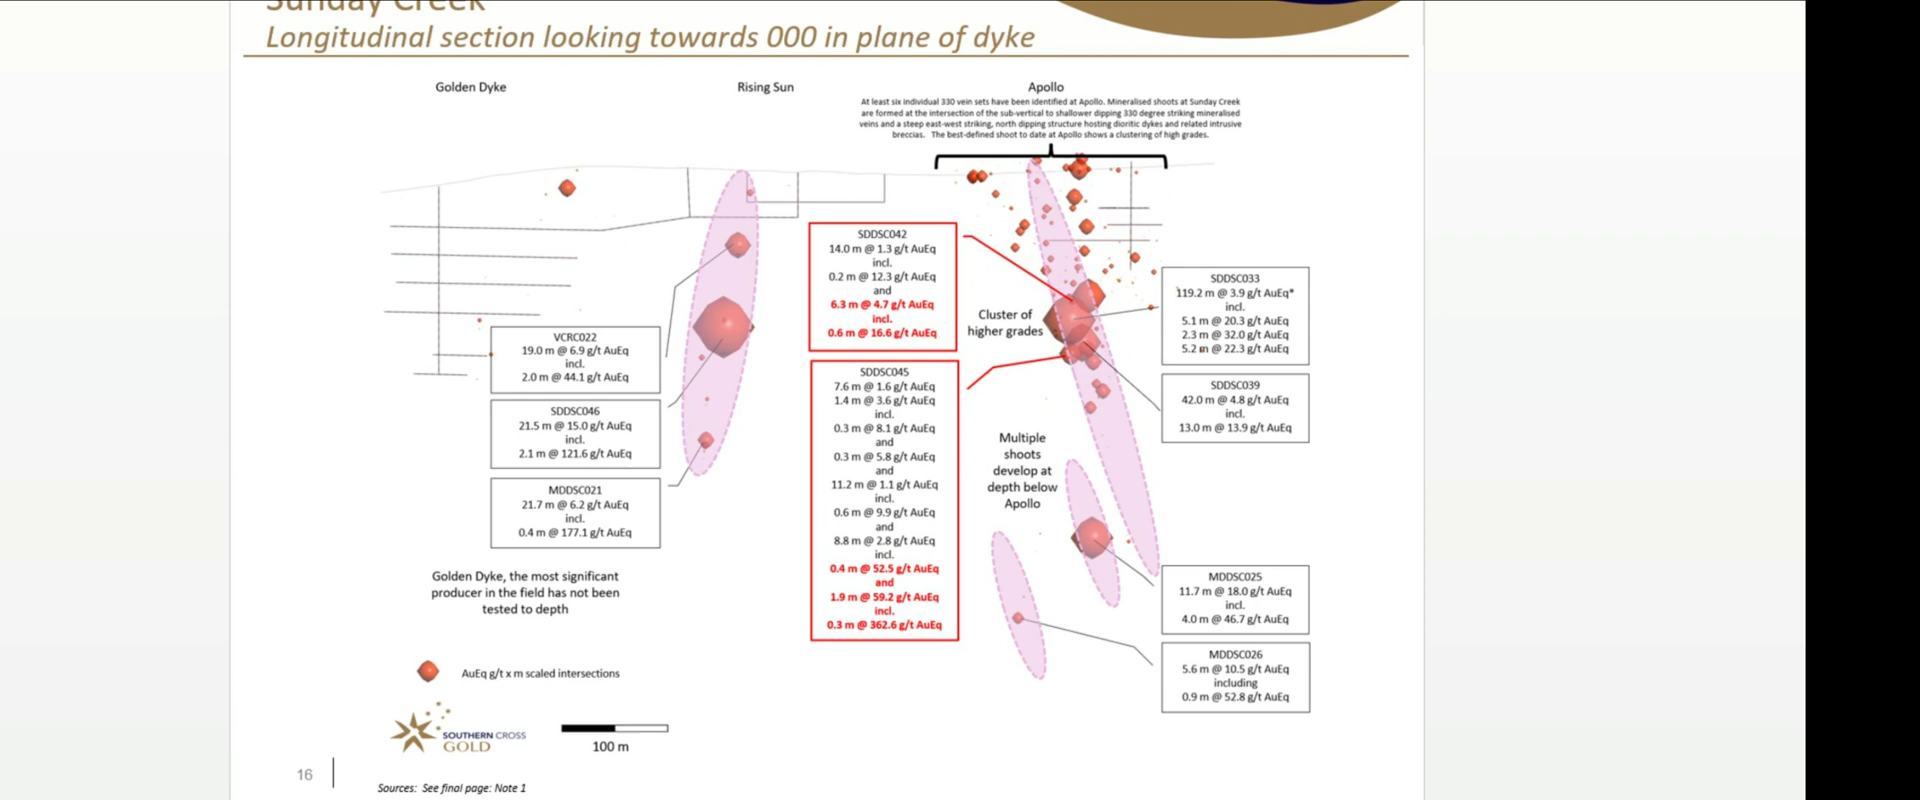 Sunday Creek
Longitudinal section looking towards 000 in plane of dyke
Golden Dyke
Rising Sun
Apollo
At least six individual 330 vein sets have been identified at Apollo. Mineralised shoots at Sunday Creek
are formed at the intersection of the sub-vertical to shallower dipping 330 degree striking mineralised
veins and a steep east-west striking, north dipping structure hosting dioritic dykes and related intrusive
breccias. The best-defined shoot to date at Apollo shows a clustering of high grades.
SDDSC042
14.0 m @ 1.3 g/t AuEq
incl.
0.2 m @ 12.3 g/t AuEq
and
6.3 m @ 4.7 g/t AuEq
incl.
0.6 m @ 16.6 g/t AuEq
Cluster of
higher grades
SDDSC033
119.2 m @ 3.9 g/t AuEq*
incl.
5.1 m @ 20.3 g/t AuEq
2.3 m @ 32.0 g/t AuEq
5.2 m @ 22.3 g/t AuEq
VCRC022
19.0 m @ 6.9 g/t AuEq
incl.
2.0 m @ 44.1 g/t AuEq
SDDSC045
7.6 m @ 1.6 g/t AuEq
1.4 m @ 3.6 g/t AuEq
incl.
0.3 m @ 8.1 g/t AuEq
and
0.3 m @ 5.8 g/t AuEq
and
11.2 m @ 1.1 g/t AuEq
incl.
0.6 m @ 9.9 g/t AuEq
and
8.8 m @ 2.8 g/t AuEq
incl.
0.4 m @ 52.5 g/t AuEq
and
1.9 m @ 59.2 g/t AuEq
incl.
0.3 m @ 362.6 g/t AuEq
SDDSC039
42.0 m @ 4.8 g/t AuEq
incl.
13.0 m @ 13.9 g/t AuEq
SDDSC046
21.5 m @ 15.0 g/t AuEq
incl.
2.1 m @ 121.6 g/t AuEq
Multiple
shoots
develop at
depth below
Apollo
MDDSC021
21.7 m @ 6.2 g/t AuEq
incl.
0.4 m @ 177.1 g/t AuEq
Golden Dyke, the most significant
producer in the field has not been
tested to depth
MDDSC025
11.7 m @ 18.0 g/t AuEq
incl.
4.0 m @ 46.7 g/t AuEq
MDDSC026
5.6 m @ 10.5 g/t AuEq
including
0.9 m @ 52.8 g/t AuEq
AuEq g/t x m scaled intersections
SOUTHERN CROSS
GOLD
100 m
16
Sources: See final page: Note 1